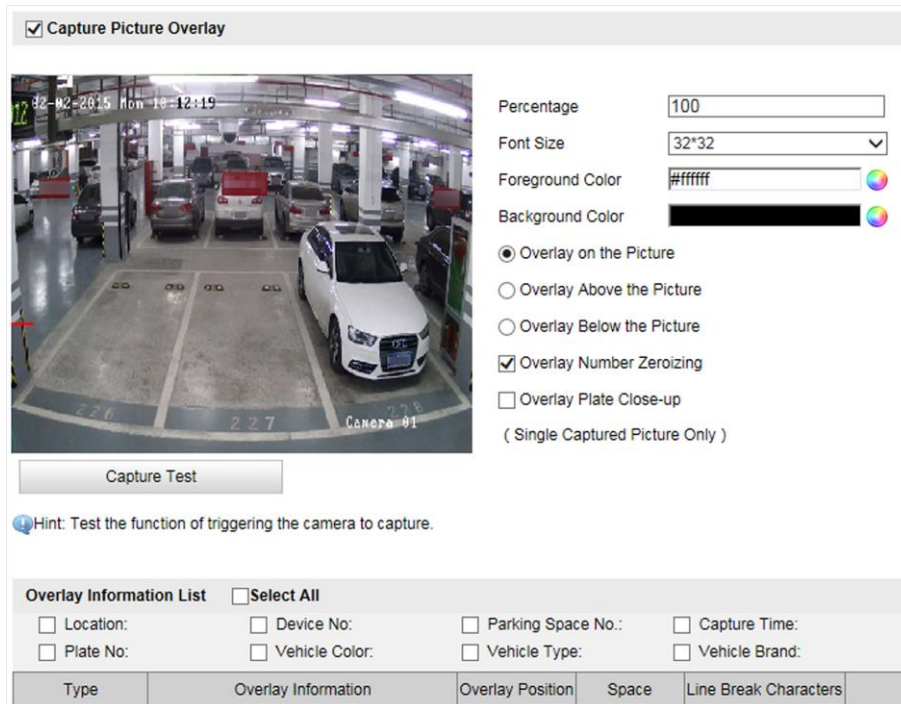 Capture Picture Overlay
02-02-2015 Mon 18:12:19
12
Percentage 100
Font Size 32*32
Foreground Color #ffffff
Background Color
Overlay on the Picture
Overlay Above the Picture
Overlay Below the Picture
Overlay Number Zeroizing
Overlay Plate Close-up
( Single Captured Picture Only )
226 227 228
Camera 01
Capture Test
Hint: Test the function of triggering the camera to capture.
Overlay Information List Select All
Location: Device No: Parking Space No.: Capture Time:
Plate No: Vehicle Color: Vehicle Type: Vehicle Brand:
Type Overlay Information Overlay Position Space Line Break Characters